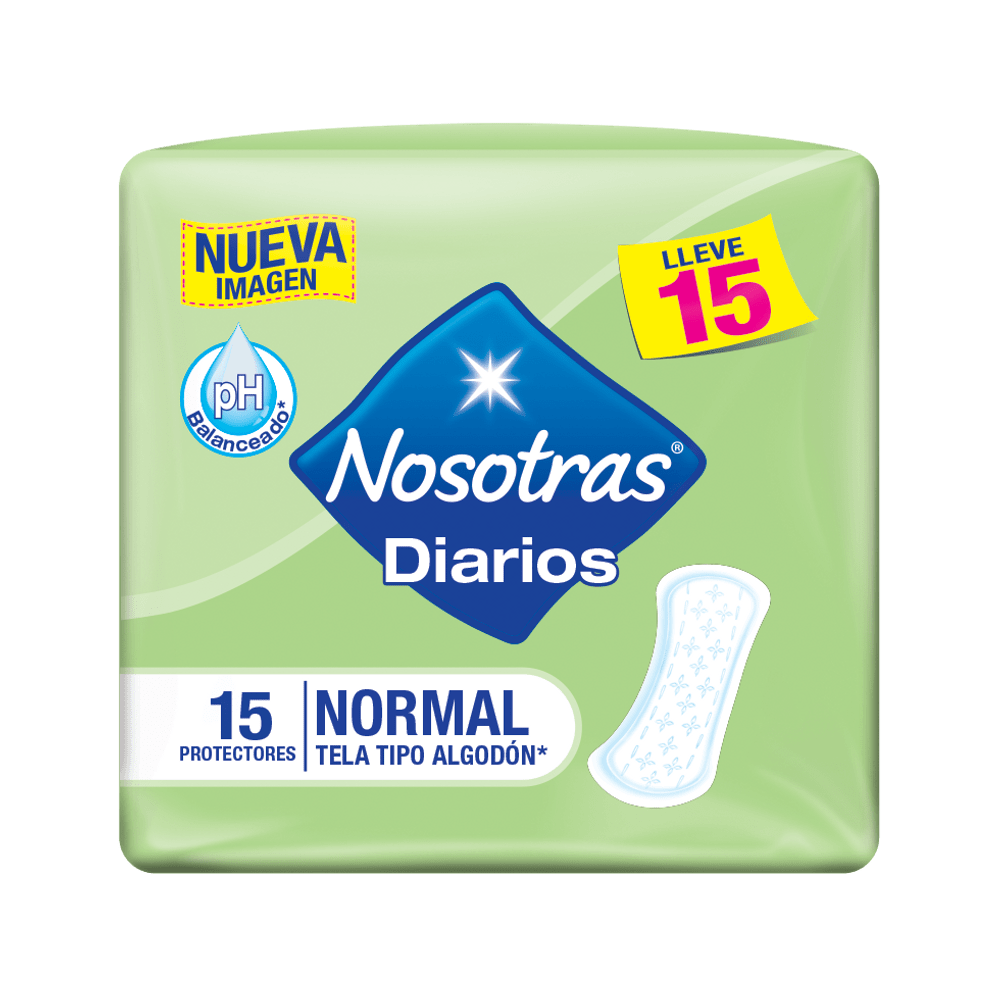 NUEVA
IMAGEN
LLEVE
15
pH
Balanceado*
Nosotras®
Diarios
15
PROTECTORES
NORMAL
TELA TIPO ALGODÓN*